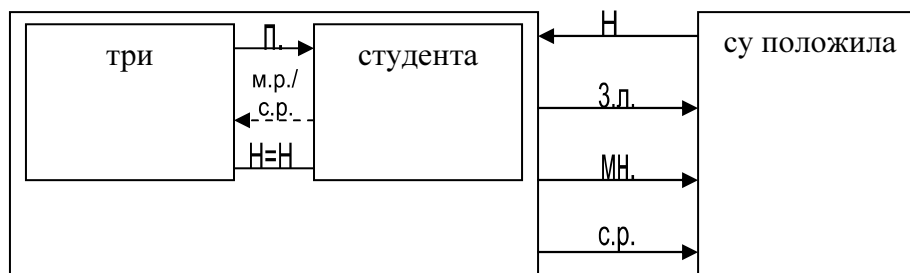 три
П.
м.р./
с.р.
Н=Н
студента
Н
З.л.
мн.
с.р.
су положила